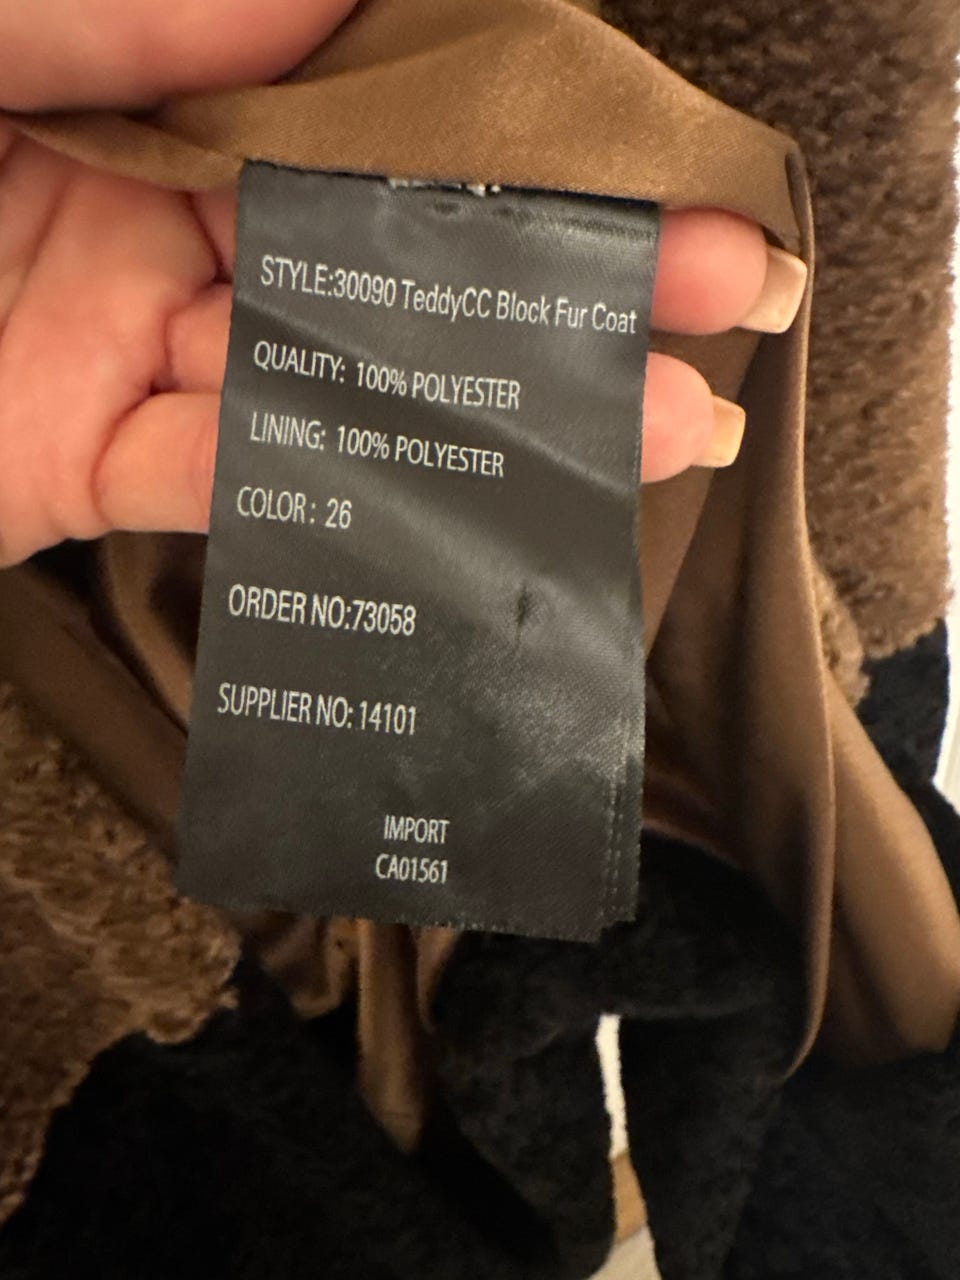 STYLE:30090 TeddyCC Block Fur Coat
QUALITY: 100% POLYESTER
LINING: 100% POLYESTER
COLOR: 26
ORDER NO:73058
SUPPLIER NO: 14101
IMPORT
CA01561